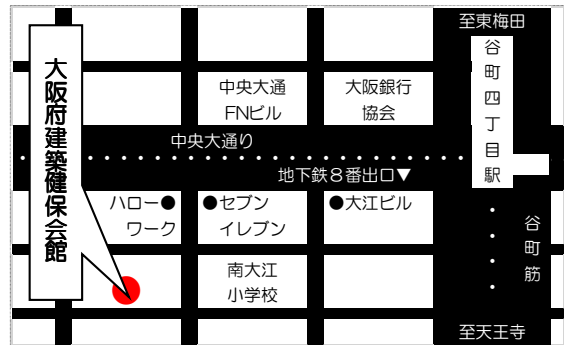 至東梅田
谷町四丁目駅
大阪府建築健保会館
中央大通
FNビル
大阪銀行
協会
中央大通り
地下鉄8番出口▼
ハロー●
ワーク
●セブン
イレブン
●大江ビル
谷町筋
南大江
小学校
至天王寺